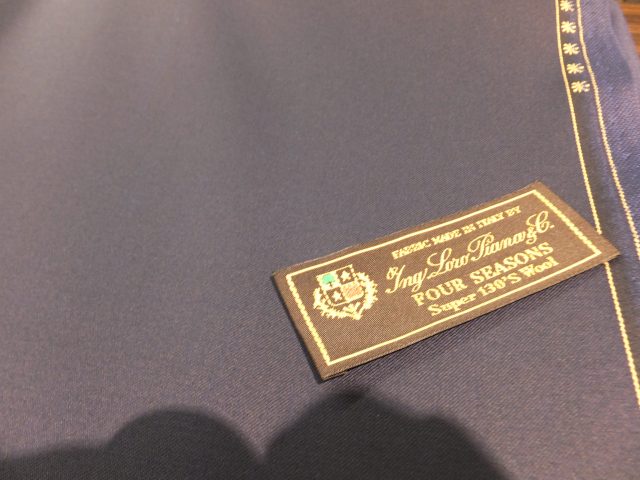 FABRIC MADE IN ITALY BY
Ing Loro Piana & C.
FOUR SEASONS
Super 130'S Wool